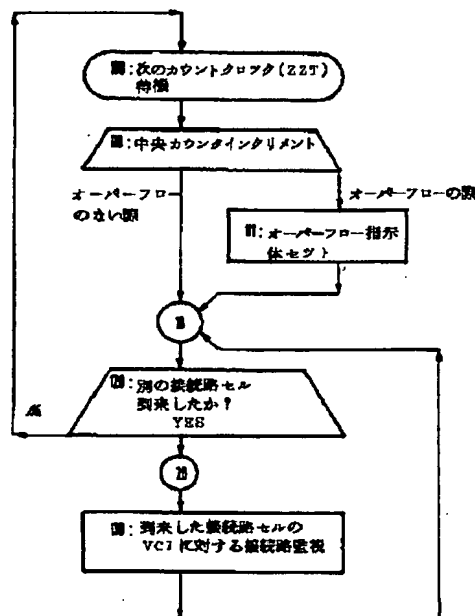 次のカウントクロック(ZZT)
待機
中央カウンタインクリメント
オーバーフロー
のない際
オーバーフローの際
オーバーフロー指示
体セット
120:別の接続路セル
到来したか?
YES
到来した接続路セルの
VCIに対する接続路監視